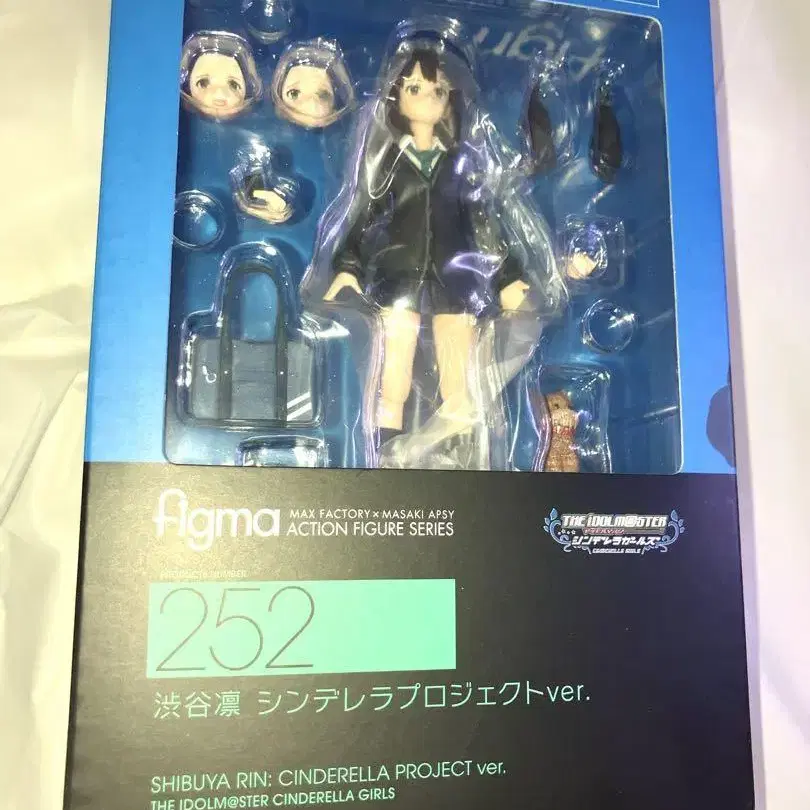 figma
MAX FACTORY × MASAKI APSY
ACTION FIGURE SERIES
THE iDOLM@STER
シンデレラガールズ
CINDERELLA GIRLS
PRODUCTS NUMBER
252
渋谷凛 シンデレラプロジェクトver.
SHIBUYA RIN: CINDERELLA PROJECT ver.
THE IDOLM@STER CINDERELLA GIRLS